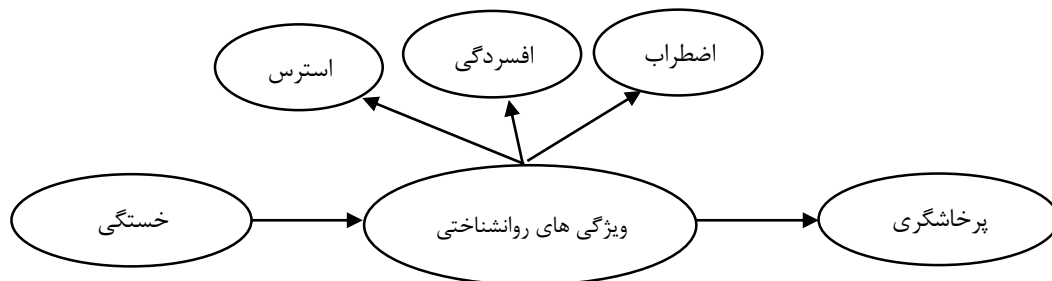 اضطراب
افسردگی
استرس
پرخاشگری
ویژگی های روانشناختی
خستگی